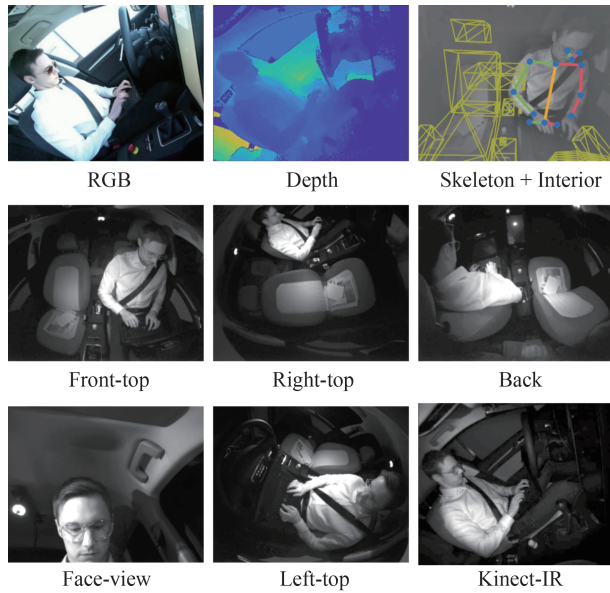 RGB
Depth
Skeleton + Interior
Front-top
Right-top
Back
Face-view
Left-top
Kinect-IR